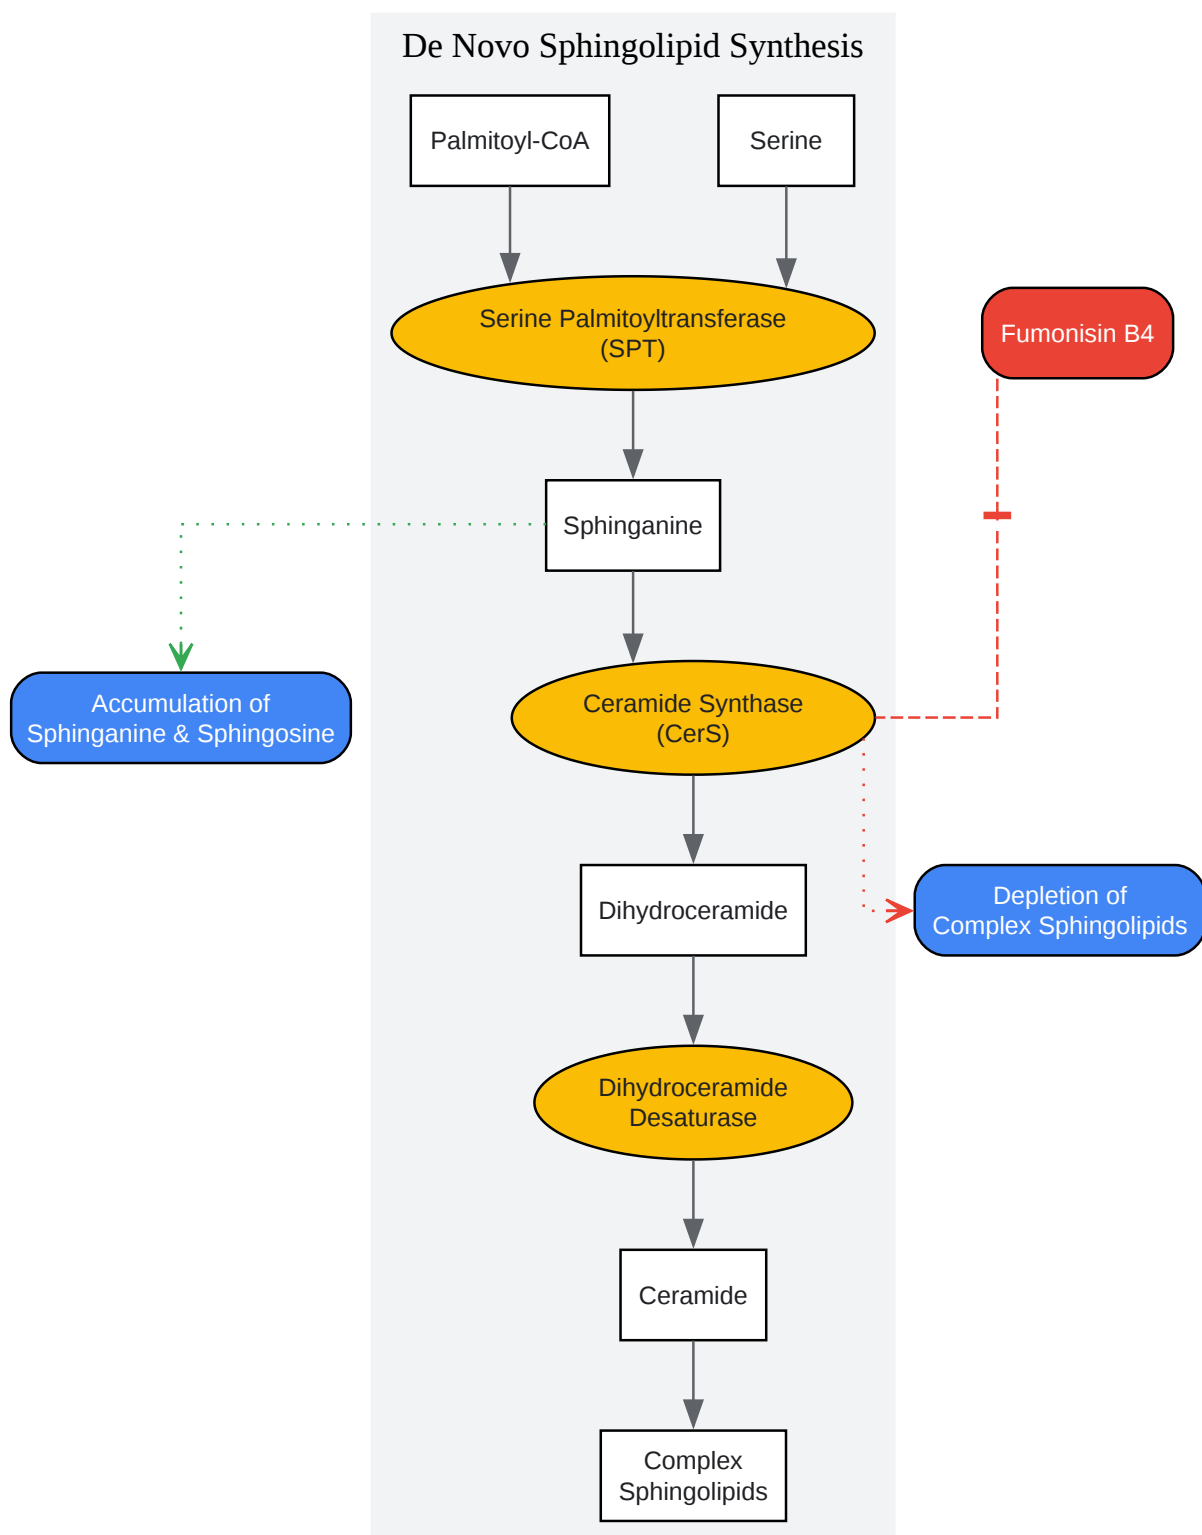 De Novo Sphingolipid Synthesis
Palmitoyl-CoA
Serine
Serine Palmitoyltransferase
(SPT)
Fumonisin B4
Sphinganine
Accumulation of
Sphinganine & Sphingosine
Ceramide Synthase
(CerS)
Dihydroceramide
Depletion of
Complex Sphingolipids
Dihydroceramide
Desaturase
Ceramide
Complex
Sphingolipids